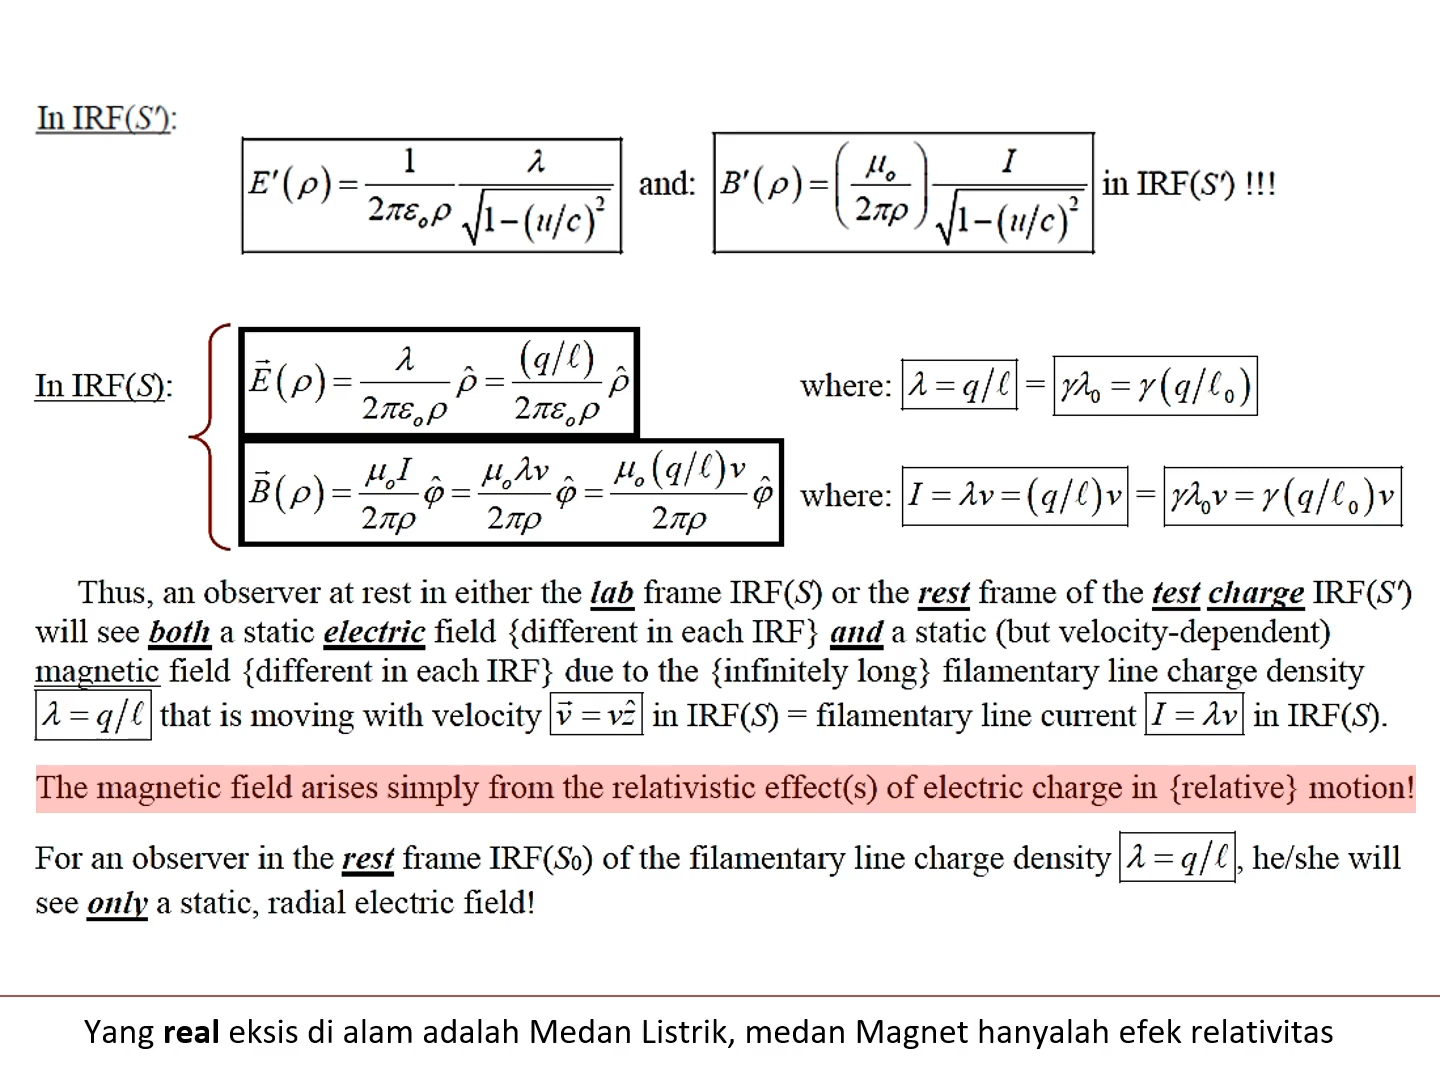 In IRF(S′):
E′(ρ) = 1/(2πε₀ρ) λ/√(1−(u/c)²) and: B′(ρ) = (μ₀/2πρ) I/√(1−(u/c)²) in IRF(S′) !!!
In IRF(S):
E⃗(ρ) = λ/(2πε₀ρ) ρ̂ = (q/ℓ)/(2πε₀ρ) ρ̂ where: λ = q/ℓ = γλ₀ = γ(q/ℓ₀)
B⃗(ρ) = μ₀I/(2πρ) φ̂ = μ₀λv/(2πρ) φ̂ = μ₀(q/ℓ)v/(2πρ) φ̂ where: I = λv = (q/ℓ)v = γλ₀v = γ(q/ℓ₀)v
Thus, an observer at rest in either the lab frame IRF(S) or the rest frame of the test charge IRF(S′)
will see both a static electric field {different in each IRF} and a static (but velocity-dependent)
magnetic field {different in each IRF} due to the {infinitely long} filamentary line charge density
λ = q/ℓ that is moving with velocity v⃗ = vẑ in IRF(S) = filamentary line current I = λv in IRF(S).
The magnetic field arises simply from the relativistic effect(s) of electric charge in {relative} motion!
For an observer in the rest frame IRF(S₀) of the filamentary line charge density λ = q/ℓ, he/she will
see only a static, radial electric field!
Yang real eksis di alam adalah Medan Listrik, medan Magnet hanyalah efek relativitas